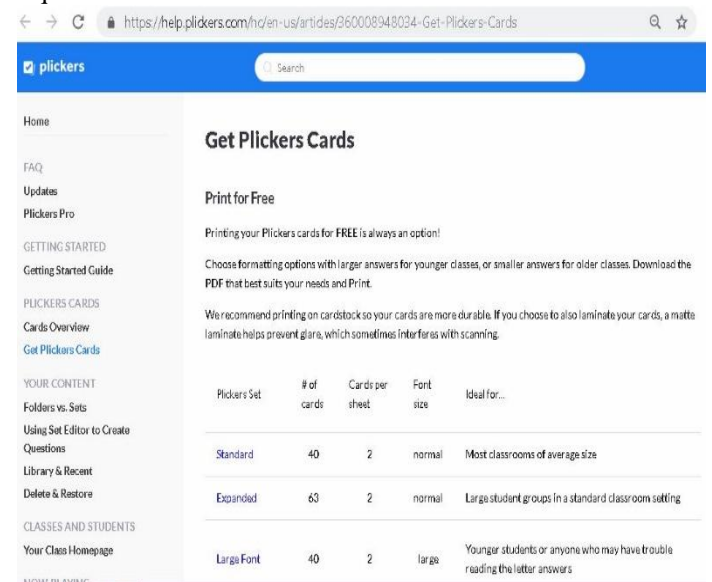 https://help.plickers.com/hc/en-us/articles/360008948034-Get-Plickers-Cards
plickers
Search
Home
FAQ
Updates
Plickers Pro
GETTING STARTED
Getting Started Guide
PLICKERS CARDS
Cards Overview
Get Plickers Cards
YOUR CONTENT
Folders vs. Sets
Using Set Editor to Create
Questions
Library & Recent
Delete & Restore
CLASSES AND STUDENTS
Your Class Homepage
NOW PLAYING
Get Plickers Cards
Print for Free
Printing your Plickers cards for FREE is always an option!
Choose formatting options with larger answers for younger classes, or smaller answers for older classes. Download the
PDF that best suits your needs and Print.
We recommend printing on cardstock so your cards are more durable. If you choose to also laminate your cards, a matte
laminate helps prevent glare, which sometimes interferes with scanning.
Plickers Set # of cards Cards per sheet Font size Ideal for...
Standard 40 2 normal Most classrooms of average size
Expanded 63 2 normal Large student groups in a standard classroom setting
Large Font 40 2 large Younger students or anyone who may have trouble
reading the letter answers